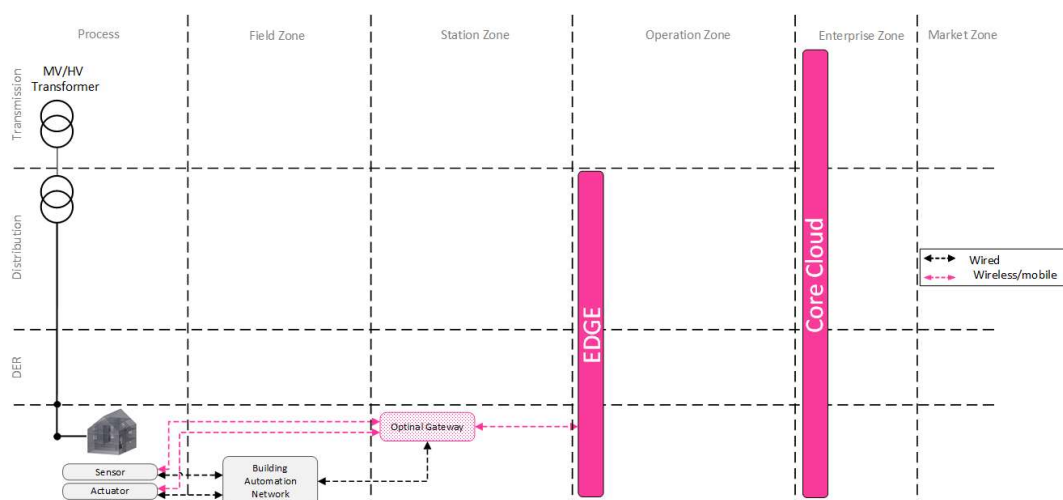 Process
Field Zone
Station Zone
Operation Zone
Enterprise Zone
Market Zone
Transmission
MV/HV
Transformer
Distribution
EDGE
Core Cloud
Wired
Wireless/mobile
DER
Optinal Gateway
Sensor
Actuator
Building
Automation
Network